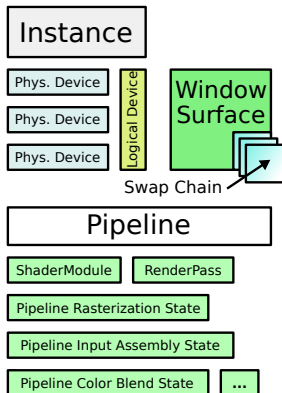 Instance
Phys. Device
Phys. Device
Phys. Device
Logical Device
Window
Surface
Swap Chain
Pipeline
ShaderModule
RenderPass
Pipeline Rasterization State
Pipeline Input Assembly State
Pipeline Color Blend State
...